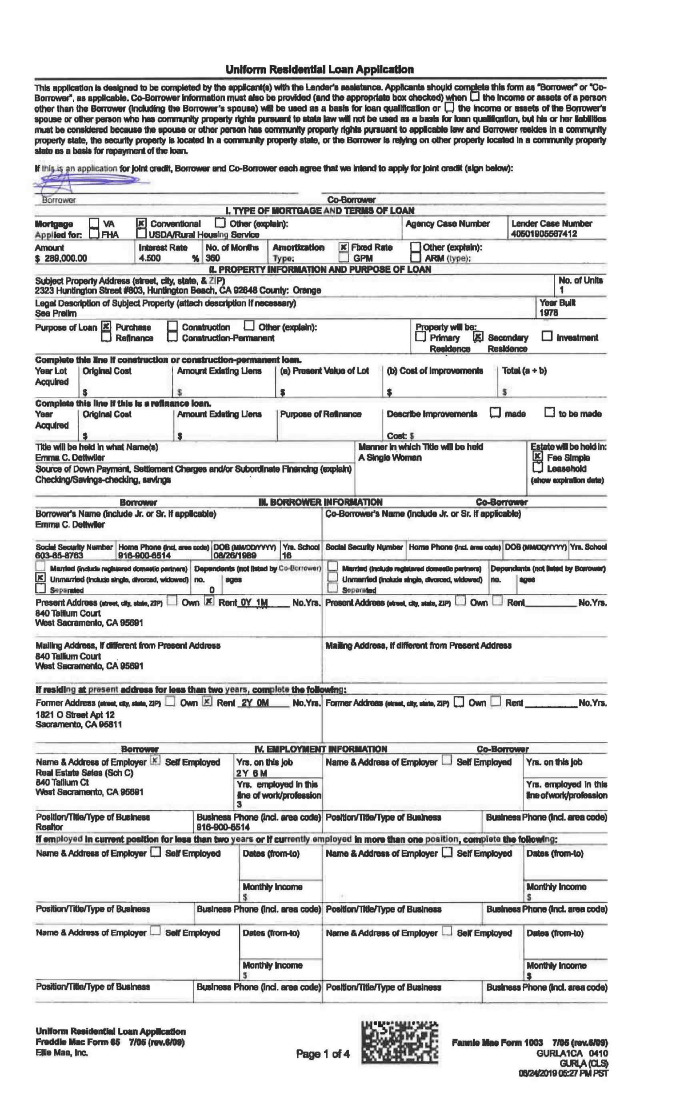 Uniform Residential Loan Application
This application is designed to be completed by the applicant(s) with the Lender's assistance. Applicants should complete this form as "Borrower" or "Co-
Borrower", as applicable. Co-Borrower information must also be provided (and the appropriate box checked) when ☐ the income or assets of a person
other than the Borrower (including the Borrower's spouse) will be used as a basis for loan qualification or ☐ the income or assets of the Borrower's
spouse or other person who has community property rights pursuant to state law will not be used as a basis for loan qualification, but his or her liabilities
must be considered because the spouse or other person has community property rights pursuant to applicable law and Borrower resides in a community
property state, the security property is located in a community property state, or the Borrower is relying on other property located in a community property
state as a basis for repayment of the loan.
If this is an application for joint credit, Borrower and Co-Borrower each agree that we intend to apply for joint credit (sign below):
Borrower Co-Borrower
I. TYPE OF MORTGAGE AND TERMS OF LOAN
Mortgage ☐ VA ☒ Conventional ☐ Other (explain): Agency Case Number Lender Case Number
Applied for: ☐ FHA ☐ USDA/Rural Housing Service 40501905567412
Amount Interest Rate No. of Months Amortization ☒ Fixed Rate ☐ Other (explain):
$ 289,000.00 4.500 % 360 Type: ☐ GPM ☐ ARM (type):
II. PROPERTY INFORMATION AND PURPOSE OF LOAN
Subject Property Address (street, city, state, & ZIP) No. of Units
2323 Huntington Street #803, Huntington Beach, CA 92648 County: Orange 1
Legal Description of Subject Property (attach description if necessary) Year Built
See Prelim 1978
Purpose of Loan ☒ Purchase ☐ Construction ☐ Other (explain): Property will be:
☐ Refinance ☐ Construction-Permanent ☐ Primary Residence ☒ Secondary Residence ☐ Investment
Complete this line if construction or construction-permanent loan.
Year Lot Original Cost Amount Existing Liens (a) Present Value of Lot (b) Cost of Improvements Total (a + b)
Acquired
$ $ $ $ $
Complete this line if this is a refinance loan.
Year Original Cost Amount Existing Liens Purpose of Refinance Describe Improvements ☐ made ☐ to be made
Acquired
$ $ Cost: $
Title will be held in what Name(s) Manner in which Title will be held Estate will be held in:
Emma C. Dettwiler A Single Woman ☒ Fee Simple
Source of Down Payment, Settlement Charges and/or Subordinate Financing (explain) ☐ Leasehold
Checking/Savings-checking, savings (show expiration date)
Borrower III. BORROWER INFORMATION Co-Borrower
Borrower's Name (include Jr. or Sr. if applicable) Co-Borrower's Name (include Jr. or Sr. if applicable)
Emma C. Dettwiler
Social Security Number Home Phone (incl. area code) DOB (MM/DD/YYYY) Yrs. School Social Security Number Home Phone (incl. area code) DOB (MM/DD/YYYY) Yrs. School
603-65-8763 916-900-6514 08/26/1989 16
☐ Married (include registered domestic partners) Dependents (not listed by Co-Borrower) ☐ Married (include registered domestic partners) Dependents (not listed by Borrower)
☒ Unmarried (include single, divorced, widowed) no. ages ☐ Unmarried (include single, divorced, widowed) no. ages
☐ Separated 0 ☐ Separated
Present Address (street, city, state, ZIP) ☐ Own ☒ Rent 0Y 1M No.Yrs. Present Address (street, city, state, ZIP) ☐ Own ☐ Rent No.Yrs.
840 Tallium Court
West Sacramento, CA 95691
Mailing Address, if different from Present Address Mailing Address, if different from Present Address
840 Tallium Court
West Sacramento, CA 95691
If residing at present address for less than two years, complete the following:
Former Address (street, city, state, ZIP) ☐ Own ☒ Rent 2Y 0M No.Yrs. Former Address (street, city, state, ZIP) ☐ Own ☐ Rent No.Yrs.
1821 O Street Apt 12
Sacramento, CA 95811
Borrower IV. EMPLOYMENT INFORMATION Co-Borrower
Name & Address of Employer ☒ Self Employed Yrs. on this job Name & Address of Employer ☐ Self Employed Yrs. on this job
Real Estate Sales (Sch C) 2Y 6M
840 Tallium Ct Yrs. employed in this Yrs. employed in this
West Sacramento, CA 95691 line of work/profession line of work/profession
3
Position/Title/Type of Business Business Phone (incl. area code) Position/Title/Type of Business Business Phone (incl. area code)
Realtor 916-900-6514
If employed in current position for less than two years or if currently employed in more than one position, complete the following:
Name & Address of Employer ☐ Self Employed Dates (from-to) Name & Address of Employer ☐ Self Employed Dates (from-to)
Monthly Income Monthly Income
$ $
Position/Title/Type of Business Business Phone (incl. area code) Position/Title/Type of Business Business Phone (incl. area code)
Name & Address of Employer ☐ Self Employed Dates (from-to) Name & Address of Employer ☐ Self Employed Dates (from-to)
Monthly Income Monthly Income
$ $
Position/Title/Type of Business Business Phone (incl. area code) Position/Title/Type of Business Business Phone (incl. area code)
Uniform Residential Loan Application
Freddie Mac Form 65 7/05 (rev.6/09) Fannie Mae Form 1003 7/05 (rev.6/09)
Ellie Mae, Inc. Page 1 of 4 GURLA1CA 0410
GURLA (CLS)
08/24/2019 05:27 PM PST